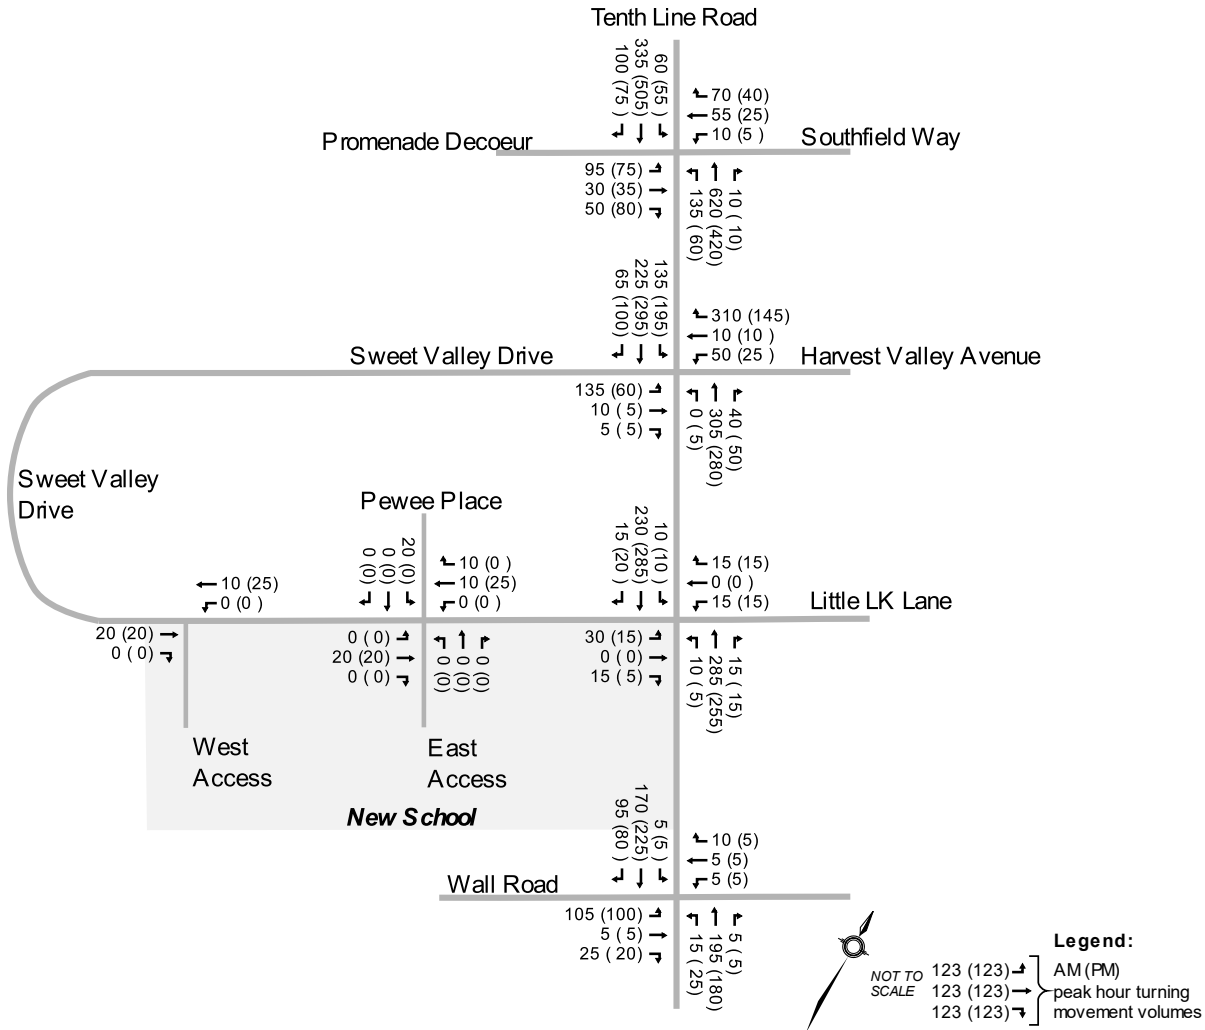 Tenth Line Road
100 (75 )
335 (505)
60 (55 )
70 (40)
55 (25)
10 (5 )
Promenade Decoeur
Southfield Way
95 (75)
30 (35)
50 (80)
135 ( 60)
620 (420)
10 ( 10)
65 (100)
225 (295)
135 (195)
310 (145)
10 (10 )
50 (25 )
Sweet Valley Drive
Harvest Valley Avenue
135 (60)
10 ( 5)
5 ( 5)
0 ( 5)
305 (280)
40 ( 50)
Sweet Valley
Drive
Pewee Place
0 (0)
0 (0)
20 (0)
10 (0 )
10 (25)
0 (0 )
10 (25)
0 (0 )
15 (20 )
230 (285)
10 (10 )
15 (15)
0 (0 )
15 (15)
Little LK Lane
20 (20)
0 ( 0)
0 ( 0)
20 (20)
0 ( 0)
0 (0)
0 (0)
0 (0)
30 (15)
0 ( 0)
15 ( 5)
10 ( 5)
285 (255)
15 ( 15)
West
Access
East
Access
New School
95 (80 )
170 (225)
5 (5 )
10 (5)
5 (5)
5 (5)
Wall Road
105 (100)
5 ( 5)
25 ( 20)
15 ( 25)
195 (180)
5 ( 5)
NOT TO
SCALE
Legend:
123 (123) AM (PM)
123 (123) peak hour turning
123 (123) movement volumes